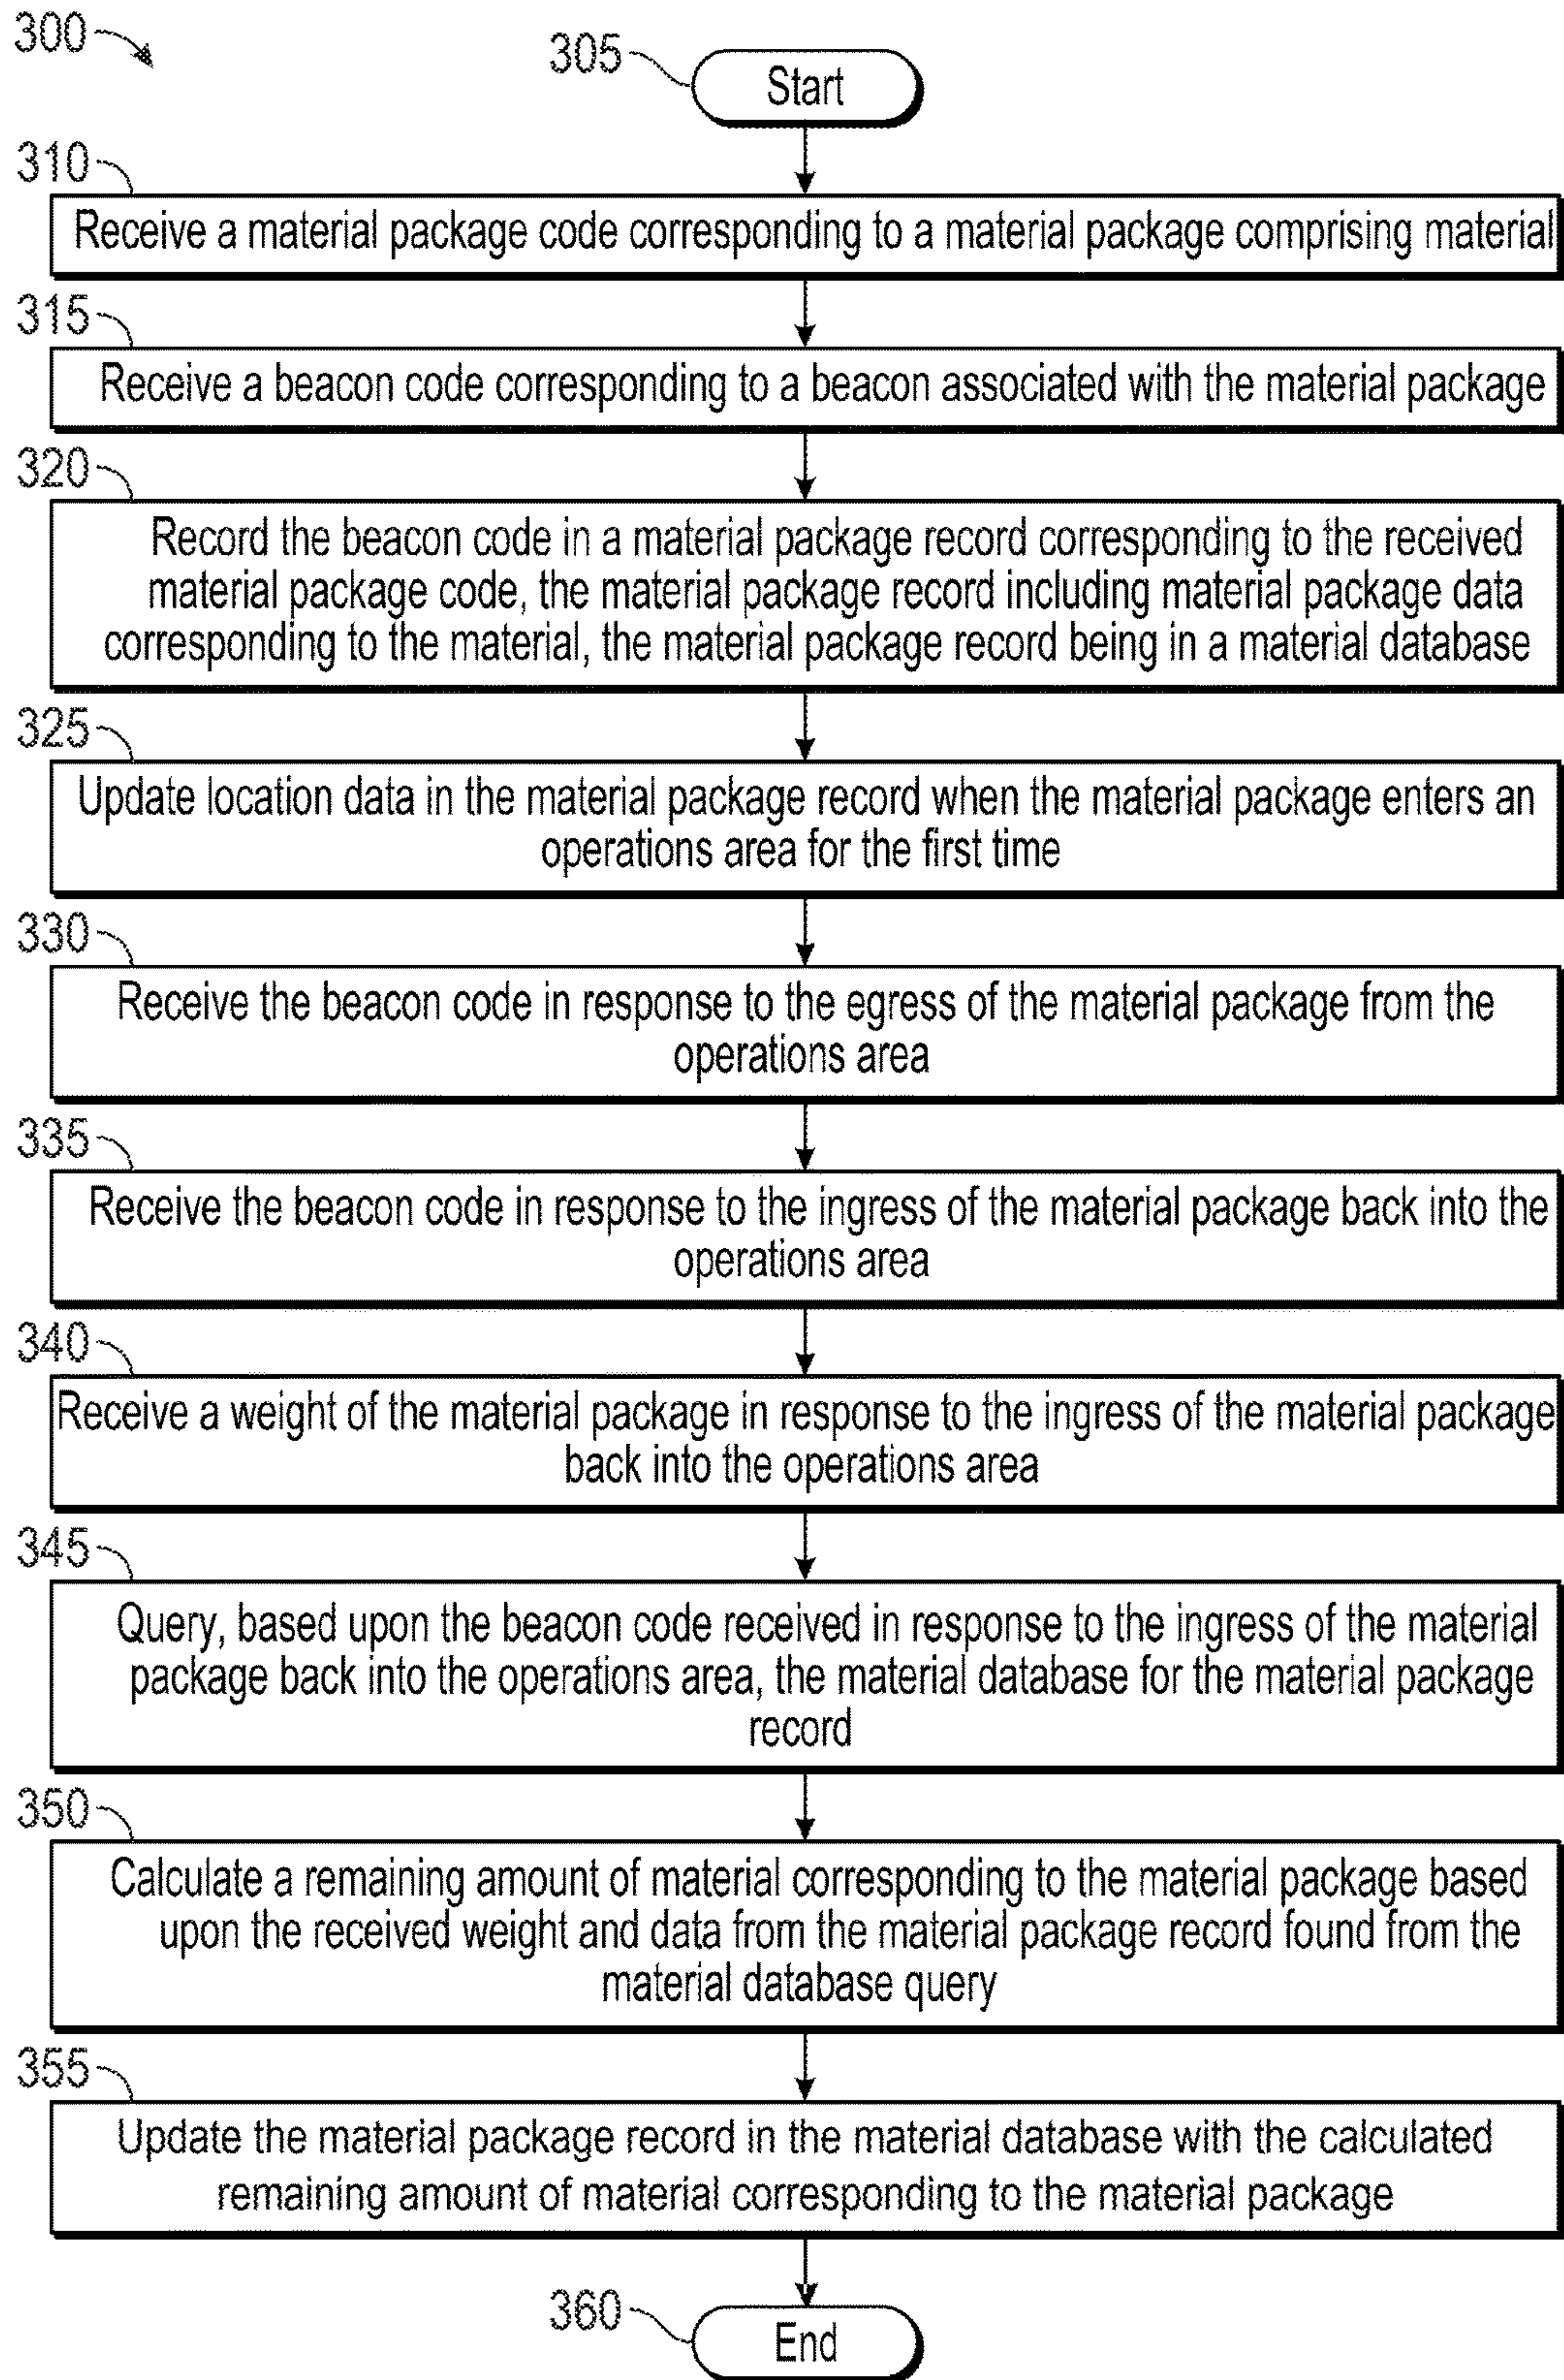 300
305
Start
310
Receive a material package code corresponding to a material package comprising material
315
Receive a beacon code corresponding to a beacon associated with the material package
320
Record the beacon code in a material package record corresponding to the received
material package code, the material package record including material package data
corresponding to the material, the material package record being in a material database
325
Update location data in the material package record when the material package enters an
operations area for the first time
330
Receive the beacon code in response to the egress of the material package from the
operations area
335
Receive the beacon code in response to the ingress of the material package back into the
operations area
340
Receive a weight of the material package in response to the ingress of the material package
back into the operations area
345
Query, based upon the beacon code received in response to the ingress of the material
package back into the operations area, the material database for the material package
record
350
Calculate a remaining amount of material corresponding to the material package based
upon the received weight and data from the material package record found from the
material database query
355
Update the material package record in the material database with the calculated
remaining amount of material corresponding to the material package
360
End